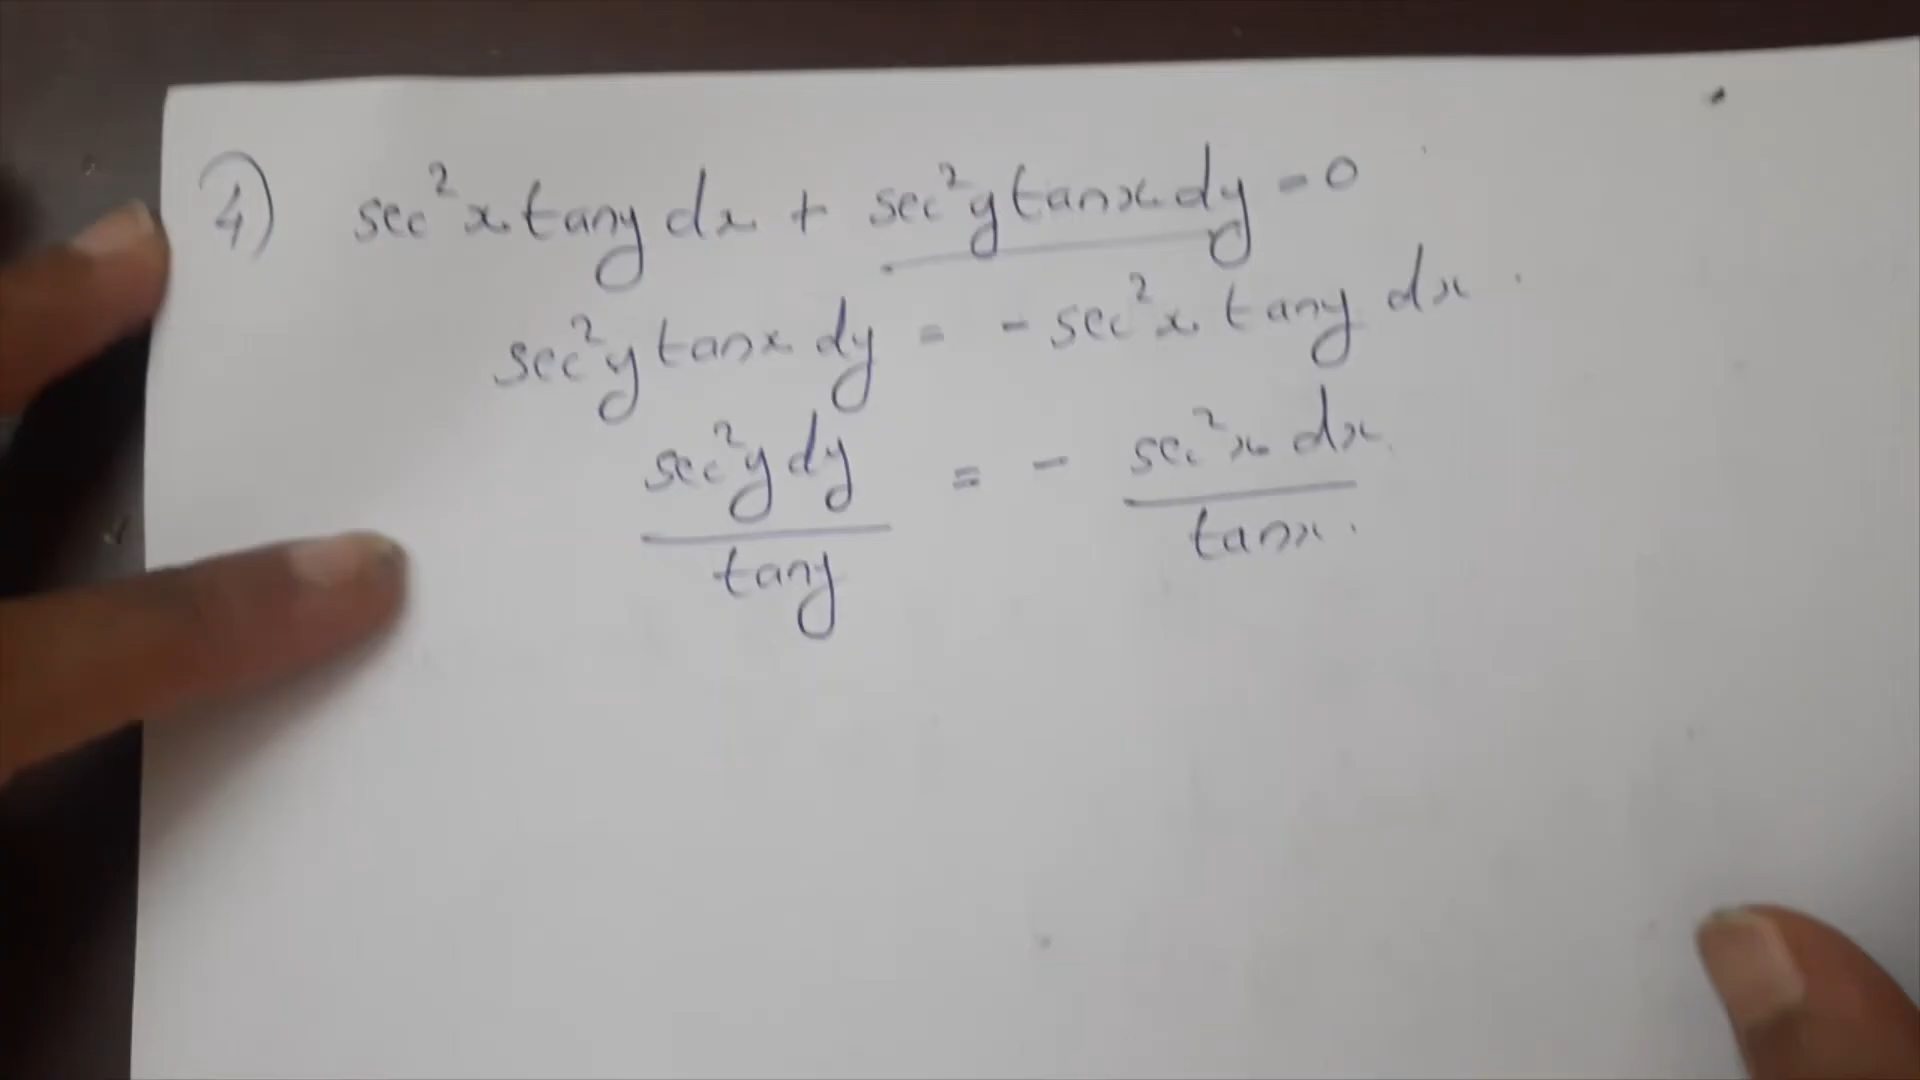 4) sec²x tany dx + sec²y tanx dy = 0
sec²y tanx dy = - sec²x tany dx.
sec²y dy / tany = - sec²x dx / tanx.